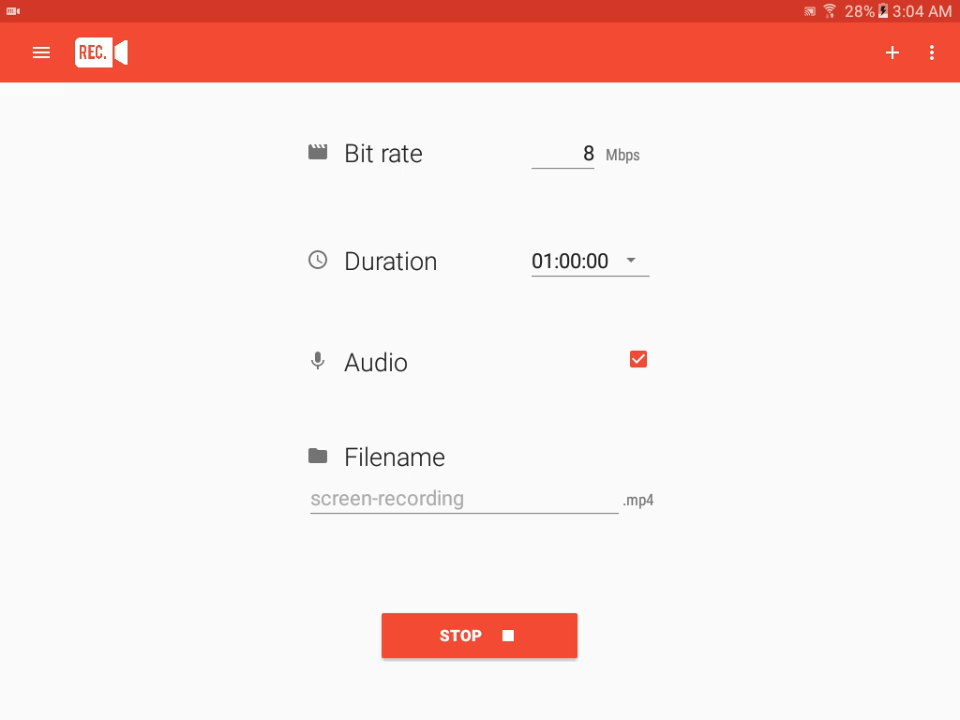 28% 3:04 AM
REC.
Bit rate 8 Mbps
Duration 01:00:00
Audio
Filename
screen-recording .mp4
STOP